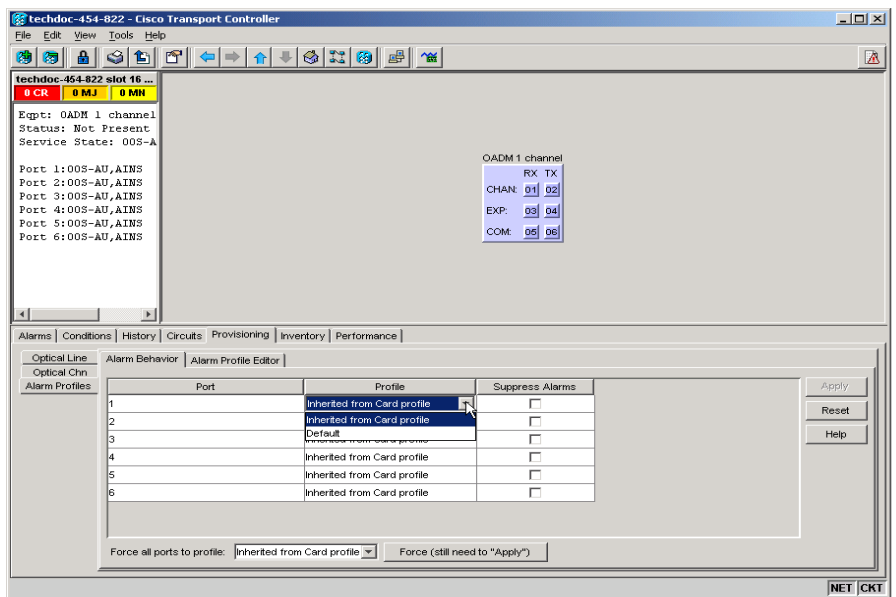 techdoc-454-822 - Cisco Transport Controller
File Edit View Tools Help
techdoc-454-822 slot 16 ...
0 CR 0 MJ 0 MN
Eqpt: OADM 1 channel
Status: Not Present
Service State: OOS-A
Port 1:OOS-AU,AINS
Port 2:OOS-AU,AINS
Port 3:OOS-AU,AINS
Port 4:OOS-AU,AINS
Port 5:OOS-AU,AINS
Port 6:OOS-AU,AINS
OADM 1 channel
RX TX
CHAN: 01 02
EXP: 03 04
COM: 05 06
Alarms Conditions History Circuits Provisioning Inventory Performance
Optical Line
Optical Chn
Alarm Profiles
Alarm Behavior Alarm Profile Editor
Port Profile Suppress Alarms
1 Inherited from Card profile
2 Inherited from Card profile
Default
3 Inherited from Card profile
4 Inherited from Card profile
5 Inherited from Card profile
6 Inherited from Card profile
Apply
Reset
Help
Force all ports to profile: Inherited from Card profile Force (still need to "Apply")
NET CKT